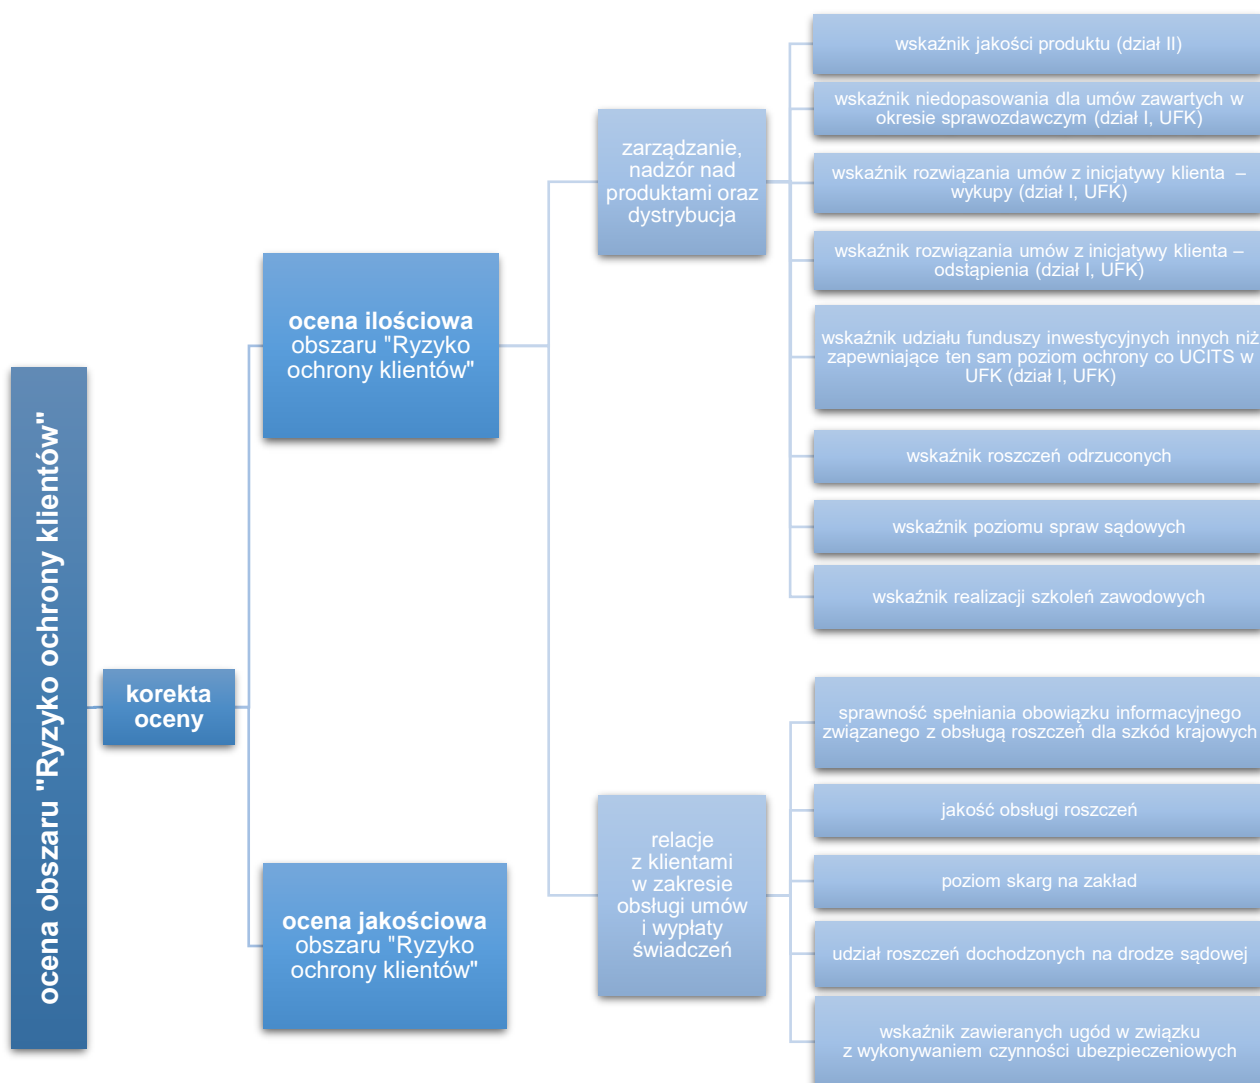 ocena obszaru "Ryzyko ochrony klientów"
korekta
oceny
ocena ilościowa
obszaru "Ryzyko
ochrony klientów"
ocena jakościowa
obszaru "Ryzyko
ochrony klientów"
zarządzanie,
nadzór nad
produktami oraz
dystrybucja
wskaźnik jakości produktu (dział II)
wskaźnik niedopasowania dla umów zawartych w
okresie sprawozdawczym (dział I, UFK)
wskaźnik rozwiązania umów z inicjatywy klienta –
wykupy (dział I, UFK)
wskaźnik rozwiązania umów z inicjatywy klienta –
odstąpienia (dział I, UFK)
wskaźnik udziału funduszy inwestycyjnych innych niż
zapewniające ten sam poziom ochrony co UCITS w
UFK (dział I, UFK)
wskaźnik roszczeń odrzuconych
wskaźnik poziomu spraw sądowych
wskaźnik realizacji szkoleń zawodowych
relacje
z klientami
w zakresie
obsługi umów
i wypłaty
świadczeń
sprawność spełniania obowiązku informacyjnego
związanego z obsługą roszczeń dla szkód krajowych
jakość obsługi roszczeń
poziom skarg na zakład
udział roszczeń dochodzonych na drodze sądowej
wskaźnik zawieranych ugód w związku
z wykonywaniem czynności ubezpieczeniowych